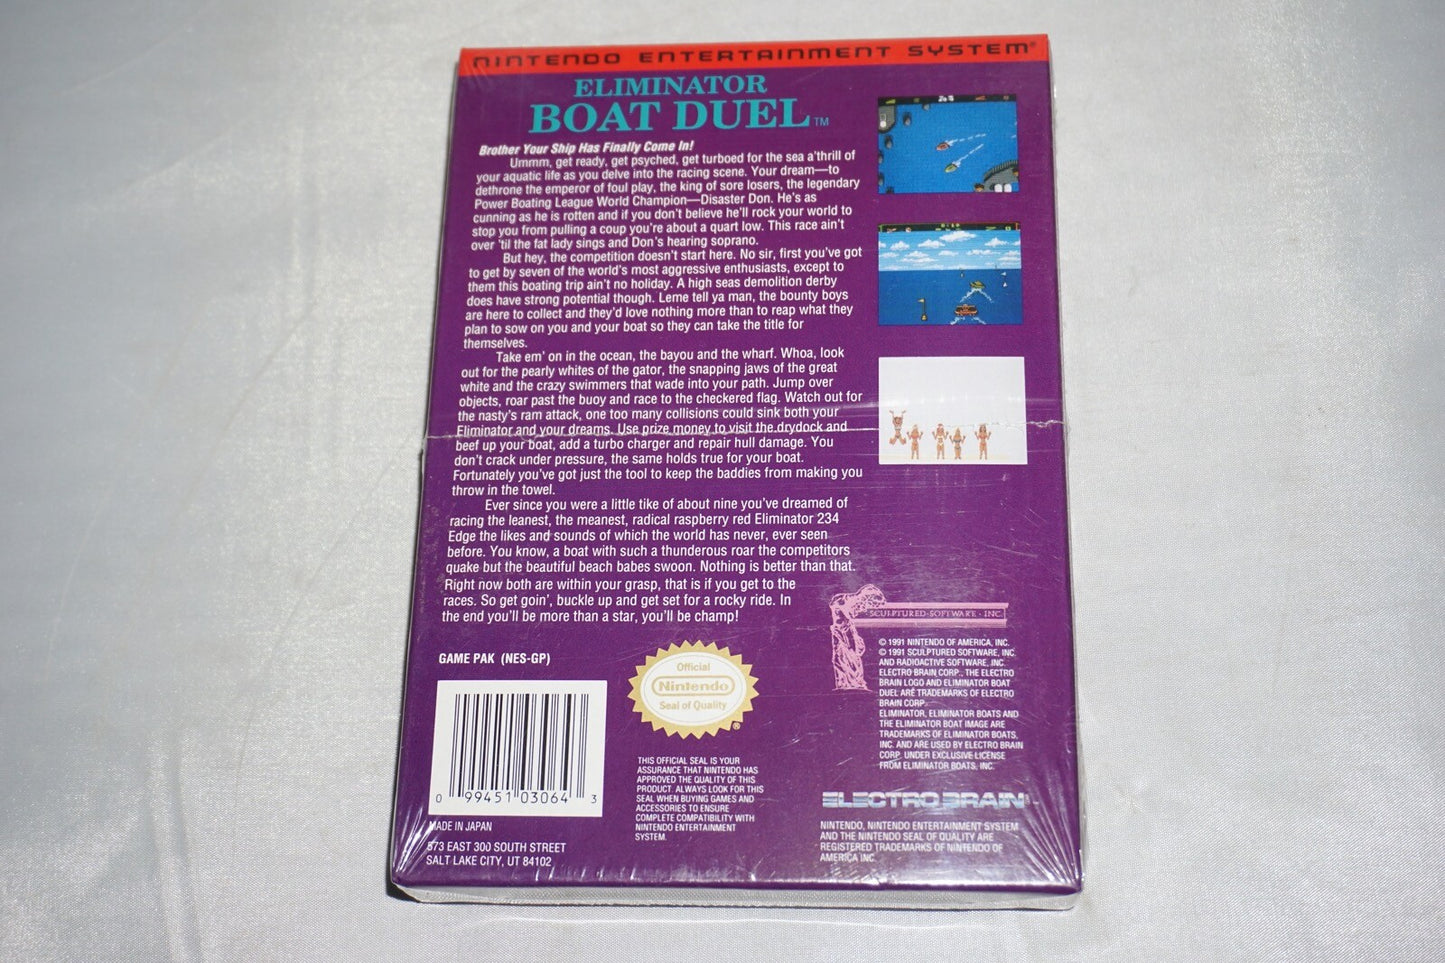 NINTENDO ENTERTAINMENT SYSTEM®
ELIMINATOR
BOAT DUEL™
Brother Your Ship Has Finally Come In!
Ummm, get ready, get psyched, get turboed for the sea a'thrill of
your aquatic life as you delve into the racing scene. Your dream—to
dethrone the emperor of foul play, the king of sore losers, the legendary
Power Boating League World Champion—Disaster Don. He's as
cunning as he is rotten and if you don't believe he'll rock your world to
stop you from pulling a coup you're about a quart low. This race ain't
over 'til the fat lady sings and Don's hearing soprano.
But hey, the competition doesn't start here. No sir, first you've got
to get by seven of the world's most aggressive enthusiasts, except to
them this boating trip ain't no holiday. A high seas demolition derby
does have strong potential though. Leme tell ya man, the bounty boys
are here to collect and they'd love nothing more than to reap what they
plan to sow on you and your boat so they can take the title for
themselves.
Take em' on in the ocean, the bayou and the wharf. Whoa, look
out for the pearly whites of the gator, the snapping jaws of the great
white and the crazy swimmers that wade into your path. Jump over
objects, roar past the buoy and race to the checkered flag. Watch out for
the nasty's ram attack, one too many collisions could sink both your
Eliminator and your dreams. Use prize money to visit the drydock and
beef up your boat, add a turbo charger and repair hull damage. You
don't crack under pressure, the same holds true for your boat.
Fortunately you've got just the tool to keep the baddies from making you
throw in the towel.
Ever since you were a little tike of about nine you've dreamed of
racing the leanest, the meanest, radical raspberry red Eliminator 234
Edge the likes and sounds of which the world has never, ever seen
before. You know, a boat with such a thunderous roar the competitors
quake but the beautiful beach babes swoon. Nothing is better than that.
Right now both are within your grasp, that is if you get to the
races. So get goin', buckle up and get set for a rocky ride. In
the end you'll be more than a star, you'll be champ!
SCULPTURED·SOFTWARE·INC.
© 1991 NINTENDO OF AMERICA, INC.
© 1991 SCULPTURED SOFTWARE, INC.
AND RADIOACTIVE SOFTWARE, INC.
ELECTRO BRAIN CORP., THE ELECTRO
BRAIN LOGO AND ELIMINATOR BOAT
DUEL ARE TRADEMARKS OF ELECTRO
BRAIN CORP.
ELIMINATOR, ELIMINATOR BOATS AND
THE ELIMINATOR BOAT IMAGE ARE
TRADEMARKS OF ELIMINATOR BOATS,
INC. AND ARE USED BY ELECTRO BRAIN
CORP. UNDER EXCLUSIVE LICENSE
FROM ELIMINATOR BOATS, INC.
GAME PAK (NES-GP)
Official
Nintendo
Seal of Quality
®
0 99451 03064 3
THIS OFFICIAL SEAL IS YOUR
ASSURANCE THAT NINTENDO HAS
APPROVED THE QUALITY OF THIS
PRODUCT. ALWAYS LOOK FOR THIS
SEAL WHEN BUYING GAMES AND
ACCESSORIES TO ENSURE
COMPLETE COMPATIBILITY WITH
NINTENDO ENTERTAINMENT
SYSTEM.
ELECTRO BRAIN
NINTENDO, NINTENDO ENTERTAINMENT SYSTEM
AND THE NINTENDO SEAL OF QUALITY ARE
REGISTERED TRADEMARKS OF NINTENDO OF
AMERICA INC.
MADE IN JAPAN
573 EAST 300 SOUTH STREET
SALT LAKE CITY, UT 84102